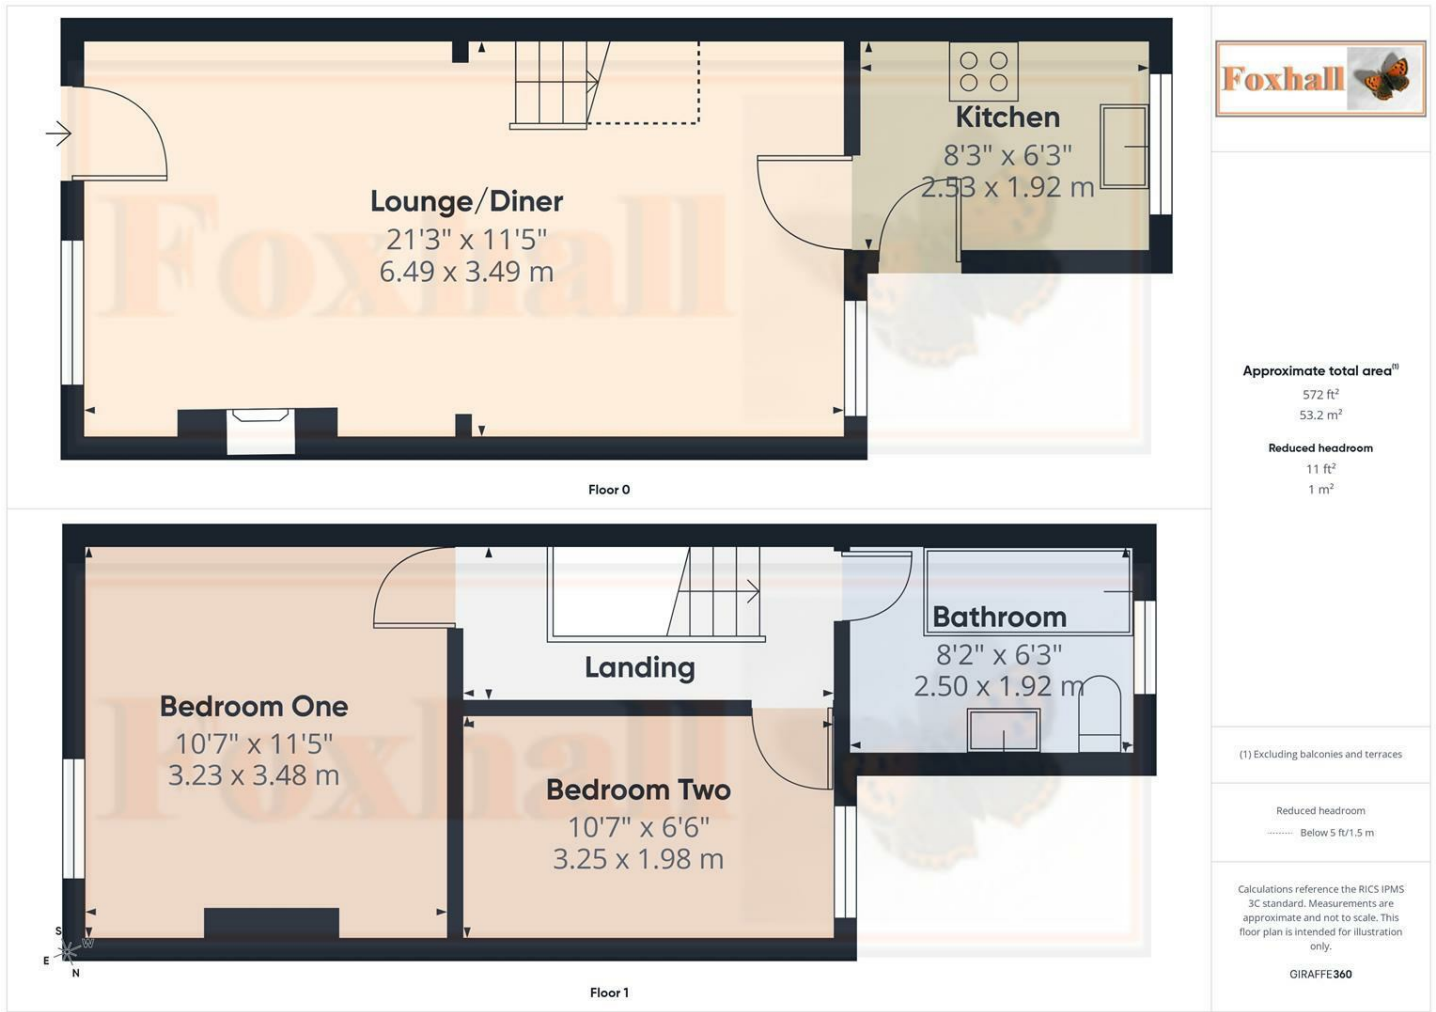 Kitchen
8'3" x 6'3"
2.53 x 1.92 m
Lounge/Diner
21'3" x 11'5"
6.49 x 3.49 m
Foxhall
Floor 0
Landing
Bathroom
8'2" x 6'3"
2.50 x 1.92 m
Bedroom One
10'7" x 11'5"
3.23 x 3.48 m
Bedroom Two
10'7" x 6'6"
3.25 x 1.98 m
Foxhall
S
W
E
N
Floor 1
Foxhall
Approximate total area(1)
572 ft²
53.2 m²
Reduced headroom
11 ft²
1 m²
(1) Excluding balconies and terraces
Reduced headroom
Below 5 ft/1.5 m
Calculations reference the RICS IPMS
3C standard. Measurements are
approximate and not to scale. This
floor plan is intended for illustration
only.
GIRAFFE360